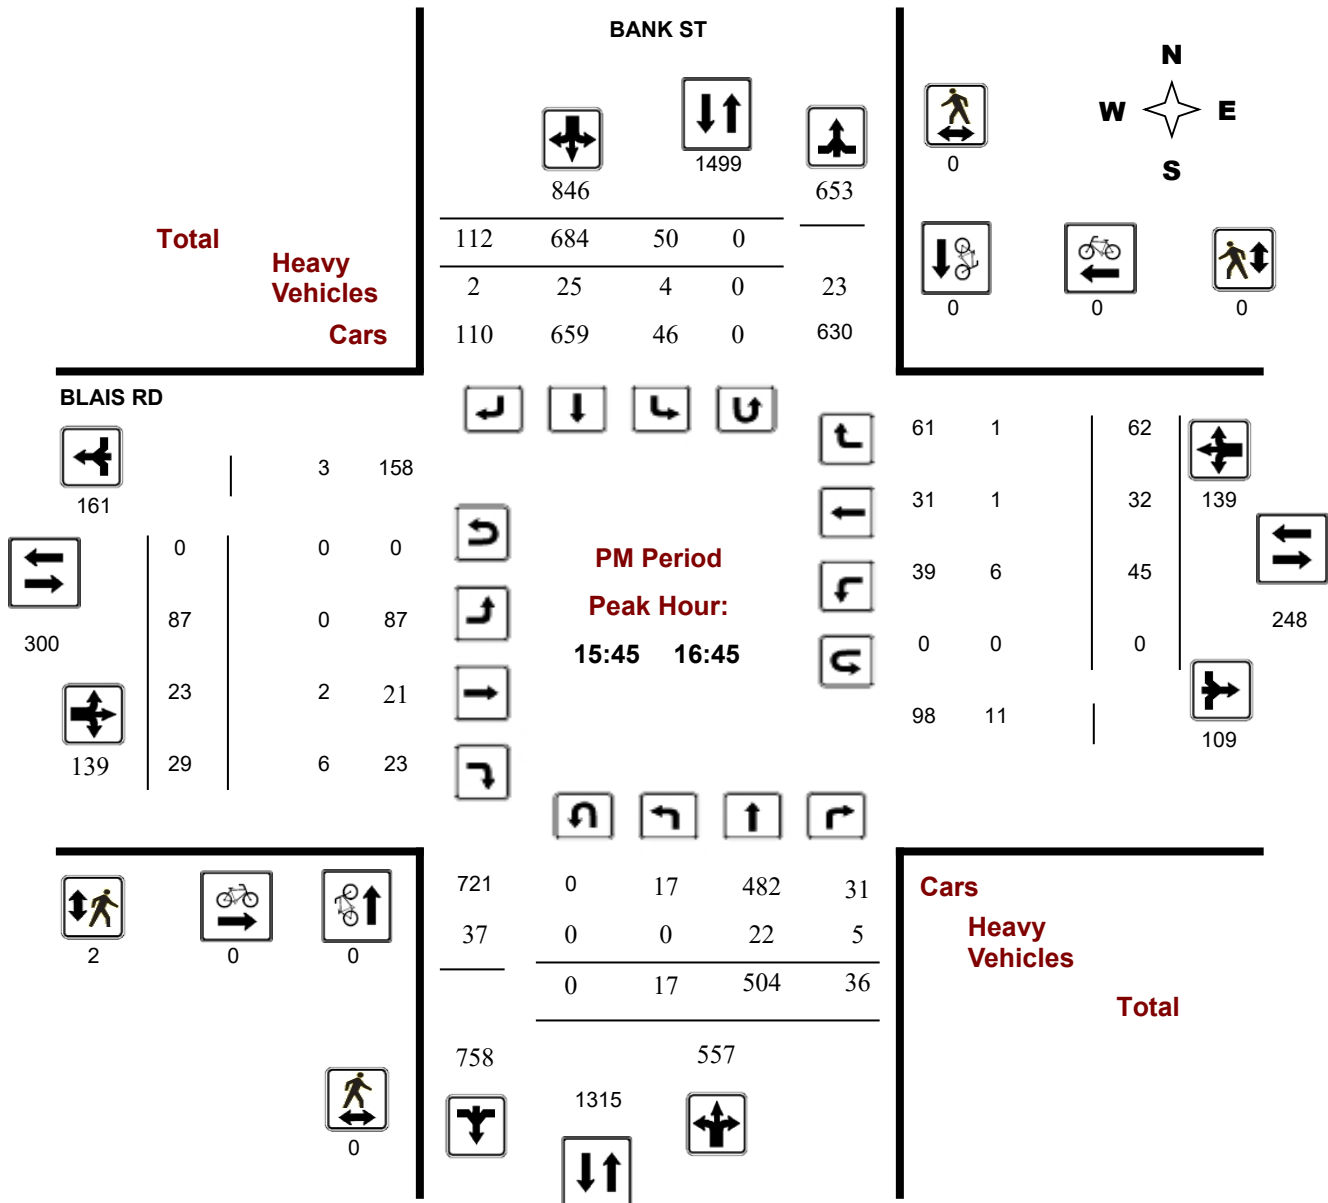 BANK ST
N
W E
S
1499
846
653
0
Total
112 684 50 0
Heavy
Vehicles
2 25 4 0 23
0 0 0
Cars
110 659 46 0 630
BLAIS RD
61 1 62
3 158
161
31 1 32
139
0 0 0
PM Period
39 6 45
Peak Hour:
87 0 87
248
300
15:45 16:45
0 0 0
23 2 21
98 11
109
139
29 6 23
721 0 17 482 31
Cars
37 0 0 22 5
Heavy
Vehicles
2 0 0
0 17 504 36
Total
758 557
1315
0